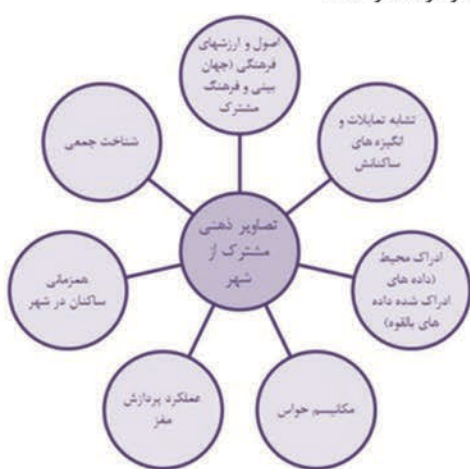 اصول و ارزشهای
فرهنگی (جهان
بینی و فرهنگ
مشترک
تشابه تمایلات و
انگیزه های
ساکنانش
ادراک محیط
(داده های
ادراک شده داده
های بالقوه)
مکانیسم حواس
عملکرد پردازش
مغز
همزمانی
ساکنان در شهر
شناخت جمعی
تصاویر ذهنی
مشترک از
شهر